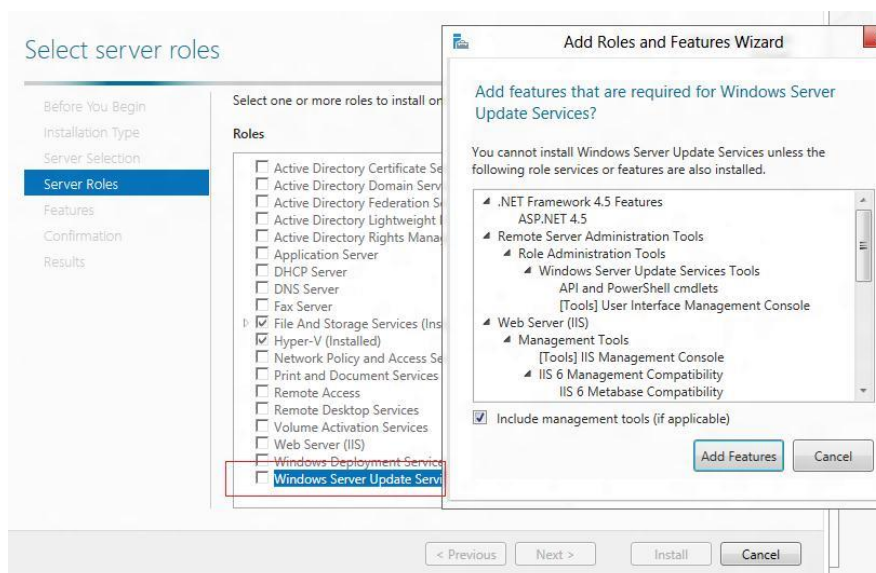 Select server roles
Before You Begin
Installation Type
Server Selection
Server Roles
Features
Confirmation
Results
Select one or more roles to install on
Roles
Active Directory Certificate Se
Active Directory Domain Serv
Active Directory Federation S
Active Directory Lightweight
Active Directory Rights Mana
Application Server
DHCP Server
DNS Server
Fax Server
File And Storage Services (Ins
Hyper-V (Installed)
Network Policy and Access Se
Print and Document Services
Remote Access
Remote Desktop Services
Volume Activation Services
Web Server (IIS)
Windows Deployment Service
Windows Server Update Servi
< Previous
Next >
Install
Cancel
Add Roles and Features Wizard
Add features that are required for Windows Server
Update Services?
You cannot install Windows Server Update Services unless the
following role services or features are also installed.
.NET Framework 4.5 Features
ASP.NET 4.5
Remote Server Administration Tools
Role Administration Tools
Windows Server Update Services Tools
API and PowerShell cmdlets
[Tools] User Interface Management Console
Web Server (IIS)
Management Tools
[Tools] IIS Management Console
IIS 6 Management Compatibility
IIS 6 Metabase Compatibility
Include management tools (if applicable)
Add Features
Cancel